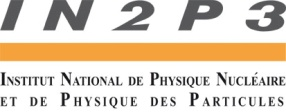 IN2P3
INSTITUT NATIONAL DE PHYSIQUE NUCLÉAIRE
ET DE PHYSIQUE DES PARTICULES